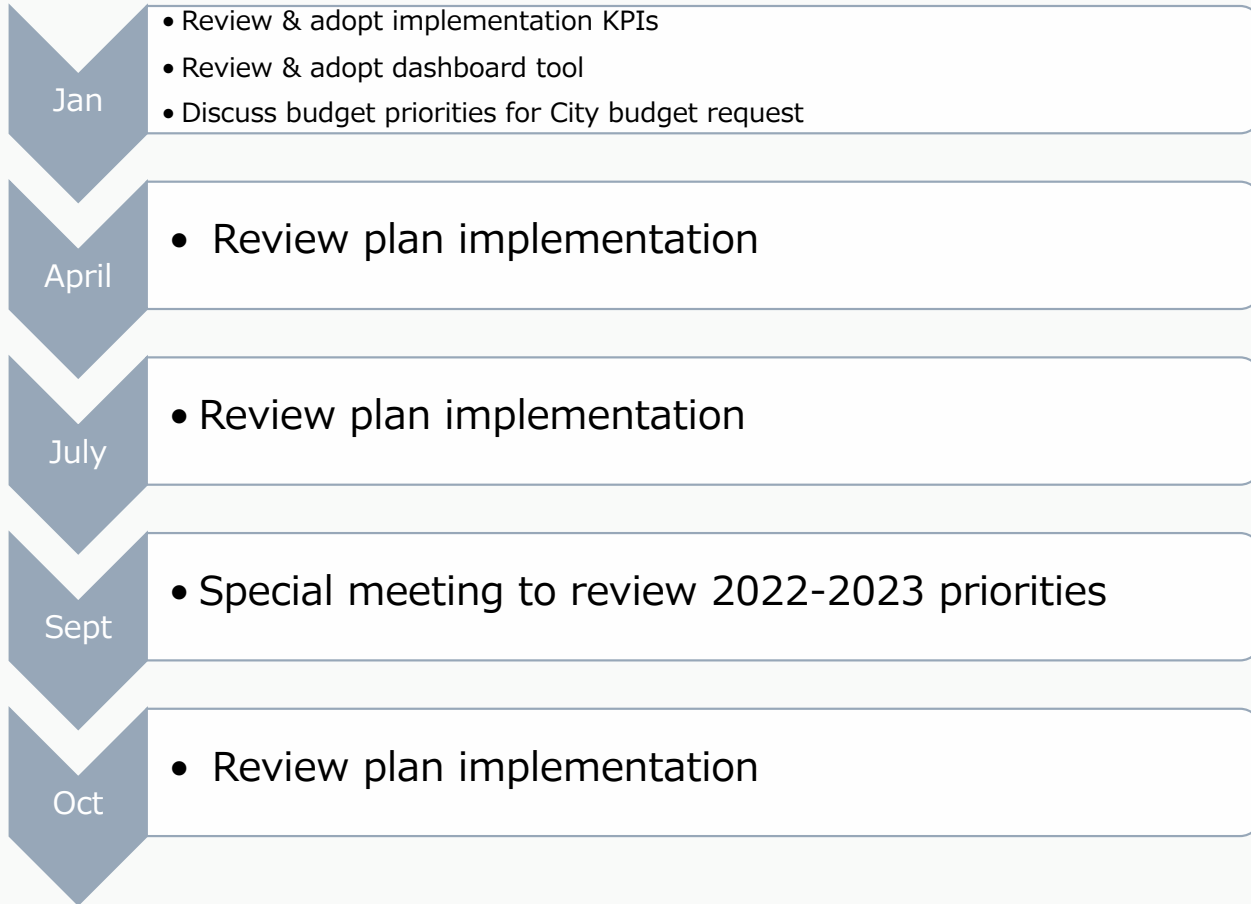 Jan
• Review & adopt implementation KPIs
• Review & adopt dashboard tool
• Discuss budget priorities for City budget request
April
• Review plan implementation
July
• Review plan implementation
Sept
• Special meeting to review 2022-2023 priorities
Oct
• Review plan implementation